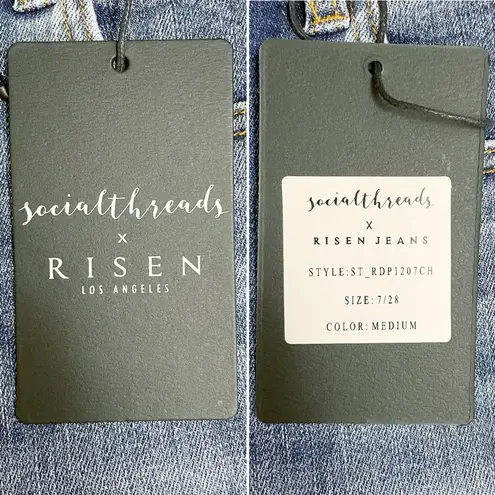 socialthreads
X
RISEN
LOS ANGELES
socialthreads
X
RISEN JEANS
STYLE:ST_RDP1207CH
SIZE: 7/28
COLOR: MEDIUM